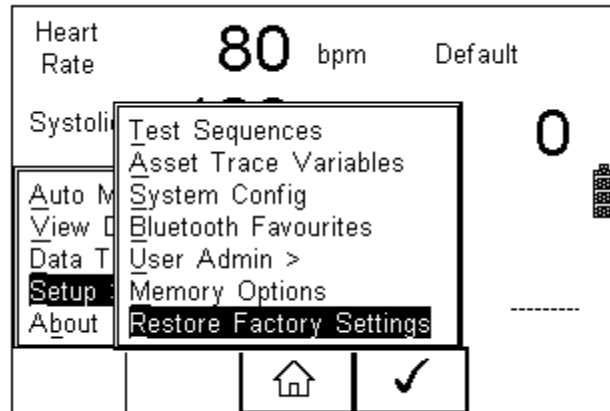 Heart Rate 80 bpm Default
Systoli
0
Test Sequences
Asset Trace Variables
System Config
Bluetooth Favourites
User Admin >
Memory Options
Restore Factory Settings
Auto M
View D
Data T
Setup
About